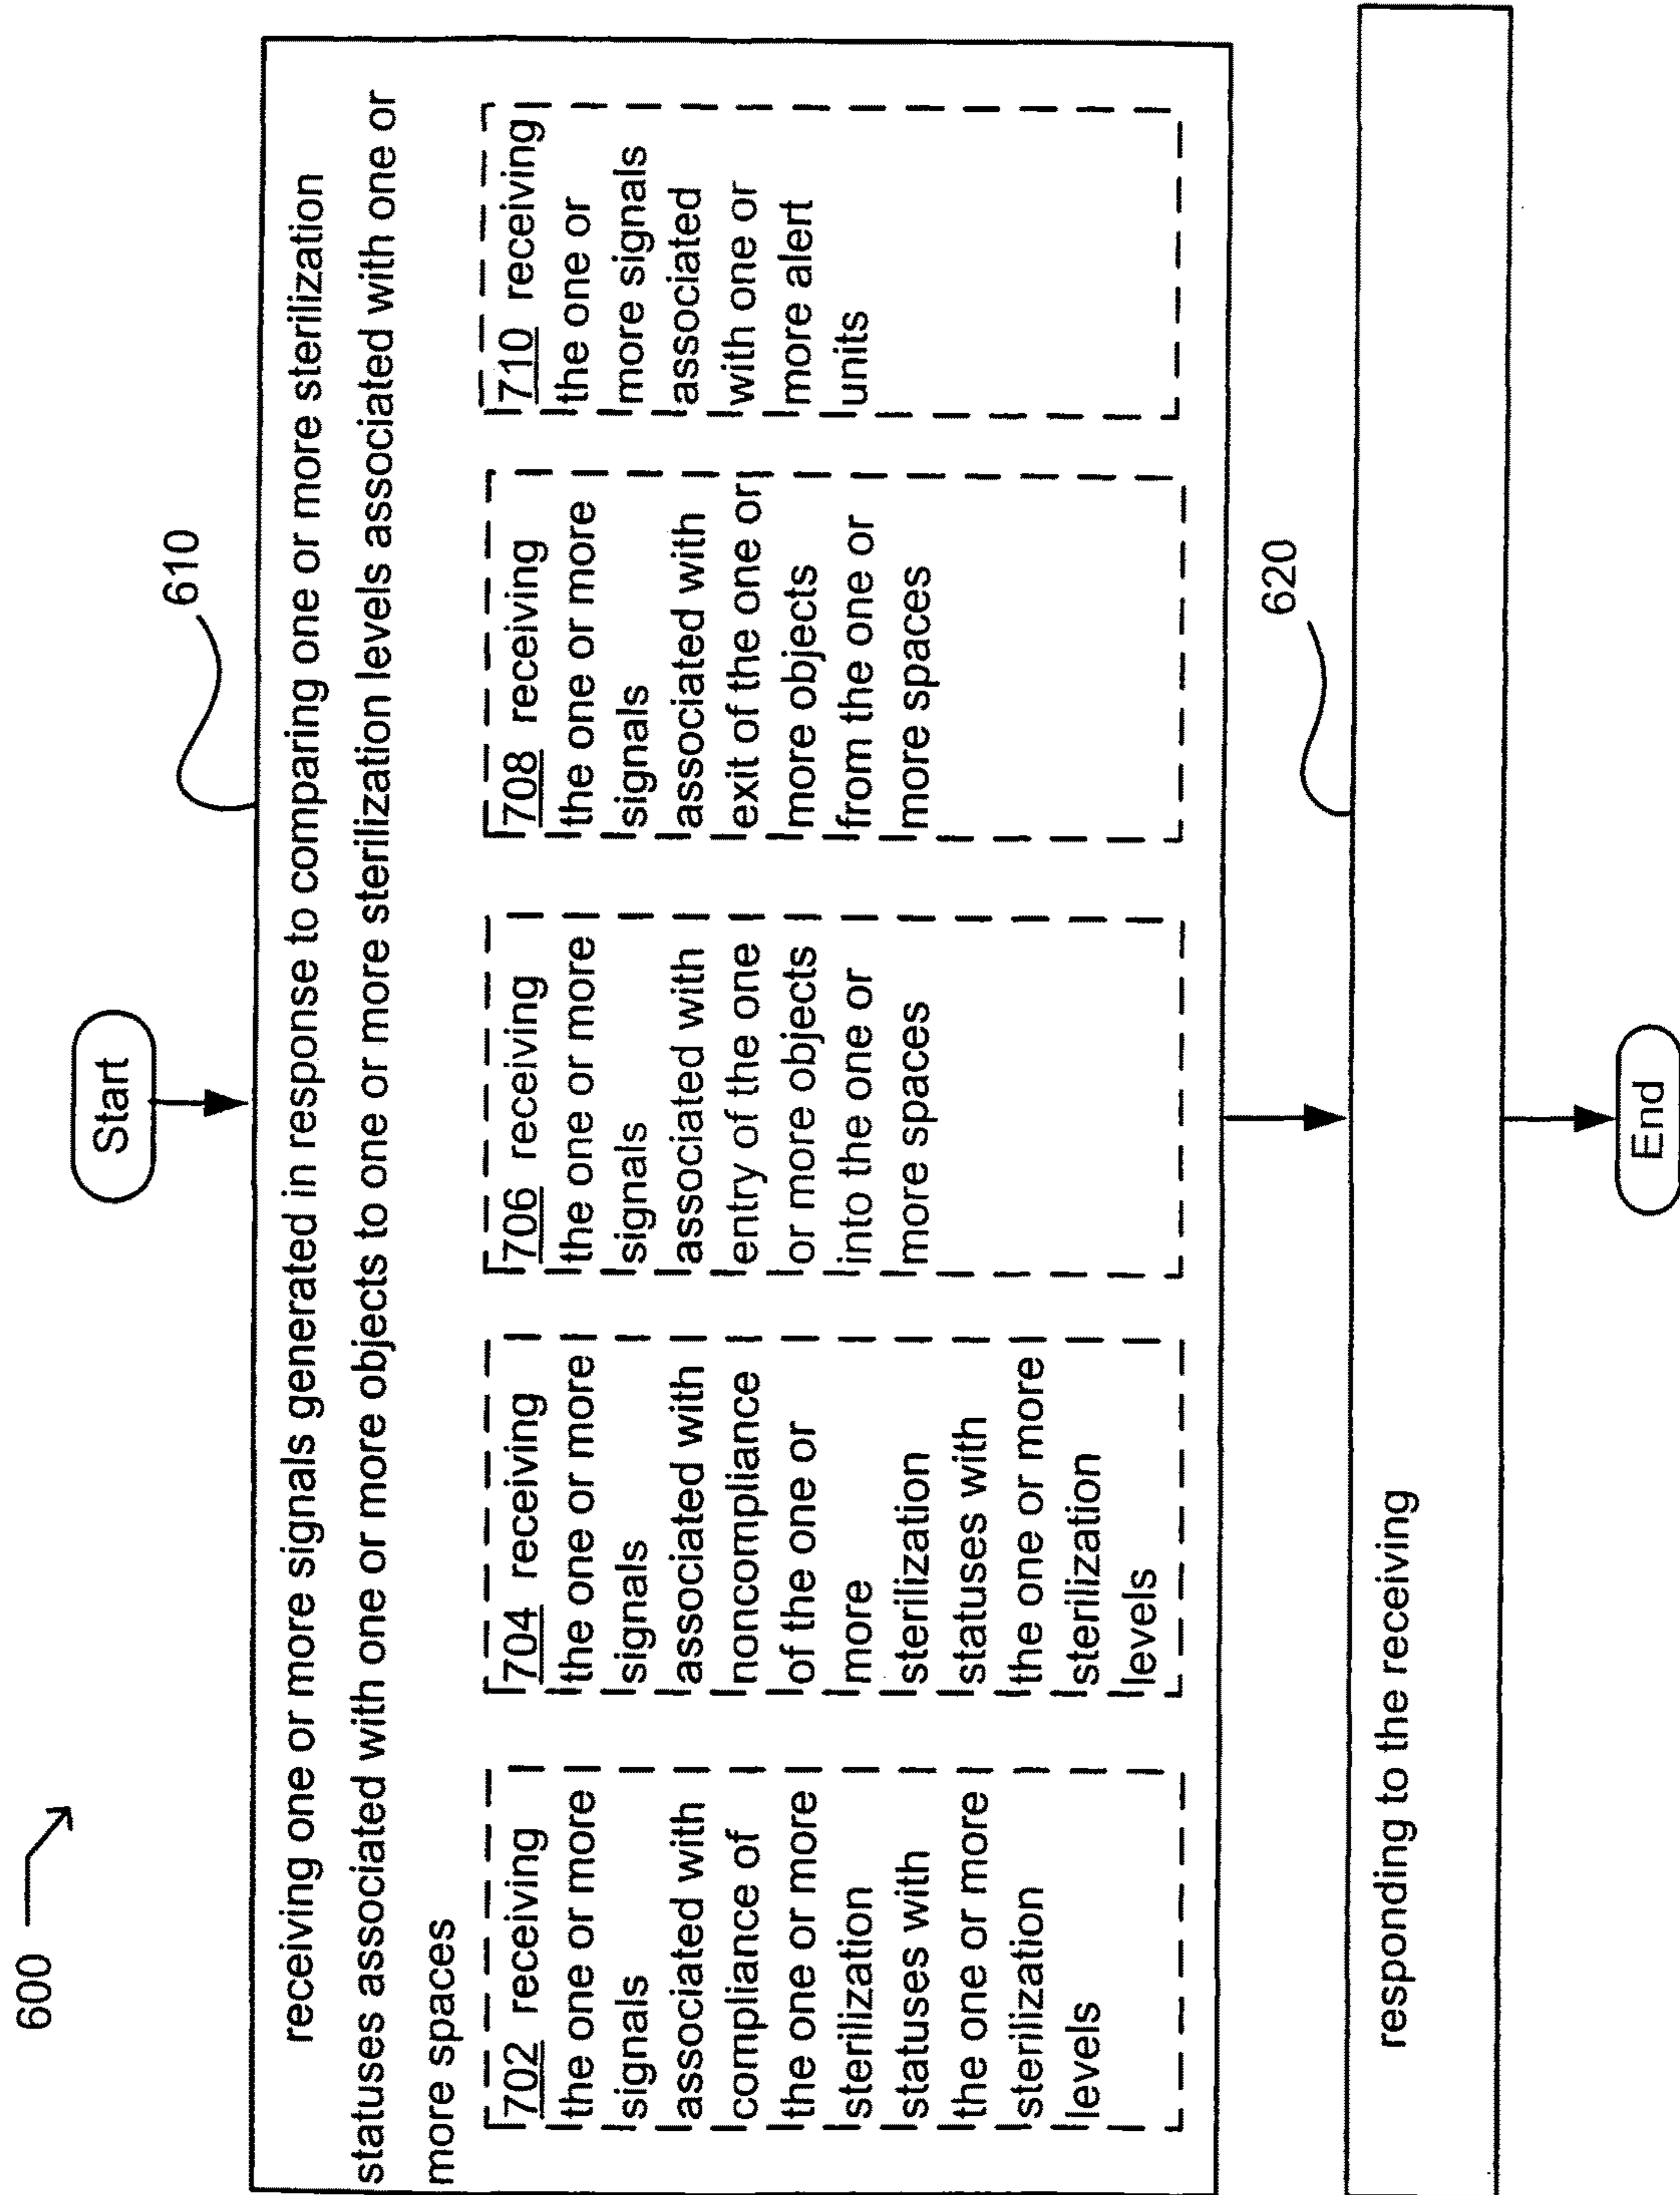 600
Start
610
receiving one or more signals generated in response to comparing one or more sterilization
statuses associated with one or more objects to one or more sterilization levels associated with one or
more spaces
702 receiving
the one or more
signals
associated with
compliance of
the one or more
sterilization
statuses with
the one or more
sterilization
levels
704 receiving
the one or more
signals
associated with
noncompliance
of the one or
more
sterilization
statuses with
the one or more
sterilization
levels
706 receiving
the one or more
signals
associated with
entry of the one
or more objects
into the one or
more spaces
708 receiving
the one or more
signals
associated with
exit of the one or
more objects
from the one or
more spaces
710 receiving
the one or
more signals
associated
with one or
more alert
units
620
responding to the receiving
End